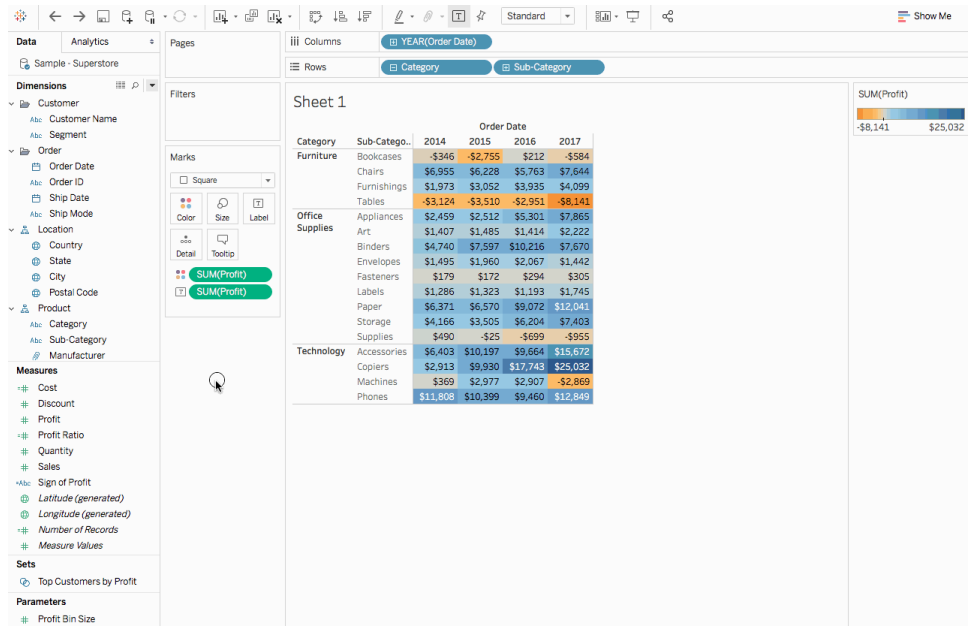 Standard
Show Me
Data Analytics
Sample - Superstore
Dimensions
Customer
Abc Customer Name
Abc Segment
Order
Order Date
Abc Order ID
Ship Date
Abc Ship Mode
Location
Country
State
City
Postal Code
Product
Abc Category
Abc Sub-Category
Manufacturer
Measures
=# Cost
# Discount
# Profit
=# Profit Ratio
# Quantity
# Sales
=Abc Sign of Profit
Latitude (generated)
Longitude (generated)
=# Number of Records
# Measure Values
Sets
Top Customers by Profit
Parameters
# Profit Bin Size
Pages
Filters
Marks
Square
Color Size Label
Detail Tooltip
SUM(Profit)
SUM(Profit)
Columns YEAR(Order Date)
Rows Category Sub-Category
Sheet 1
Order Date
Category Sub-Catego.. 2014 2015 2016 2017
Furniture Bookcases -$346 -$2,755 $212 -$584
Chairs $6,955 $6,228 $5,763 $7,644
Furnishings $1,973 $3,052 $3,935 $4,099
Tables -$3,124 -$3,510 -$2,951 -$8,141
Office Supplies Appliances $2,459 $2,512 $5,301 $7,865
Art $1,407 $1,485 $1,414 $2,222
Binders $4,740 $7,597 $10,216 $7,670
Envelopes $1,495 $1,960 $2,067 $1,442
Fasteners $179 $172 $294 $305
Labels $1,286 $1,323 $1,193 $1,745
Paper $6,371 $6,570 $9,072 $12,041
Storage $4,166 $3,505 $6,204 $7,403
Supplies $490 -$25 -$699 -$955
Technology Accessories $6,403 $10,197 $9,664 $15,672
Copiers $2,913 $9,930 $17,743 $25,032
Machines $369 $2,977 $2,907 -$2,869
Phones $11,808 $10,399 $9,460 $12,849
SUM(Profit)
-$8,141 $25,032